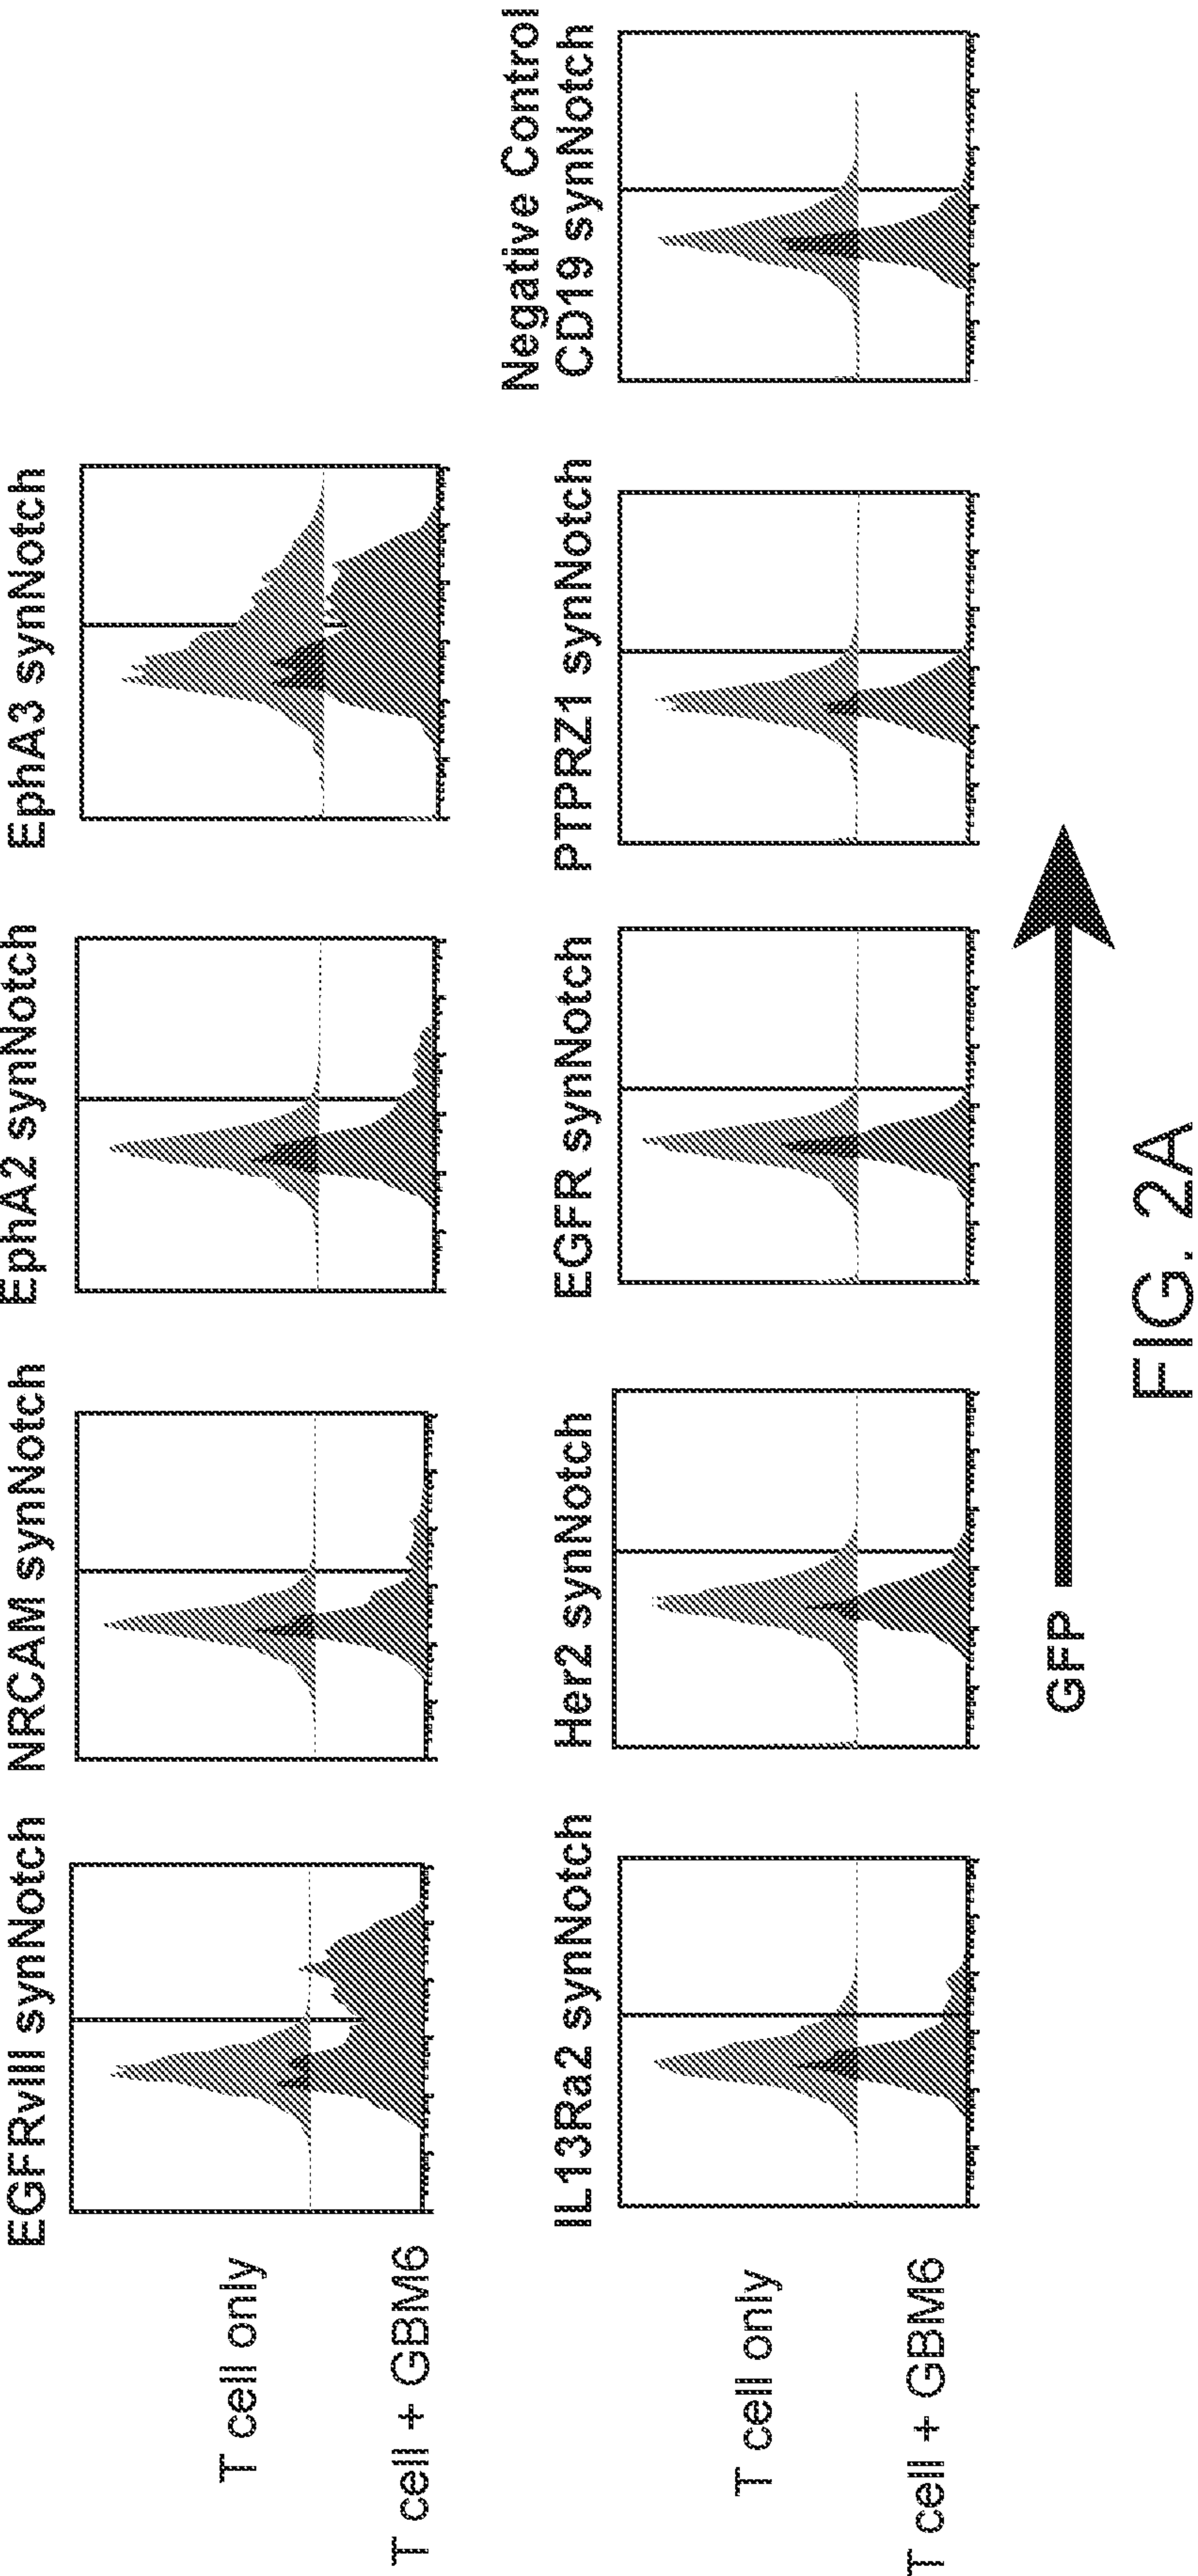 EGFRvIII synNotch
NRCAM synNotch
EphA2 synNotch
EphA3 synNotch
T cell only
T cell + GBM6
IL13Ra2 synNotch
Her2 synNotch
EGFR synNotch
PTPRZ1 synNotch
Negative Control
CD19 synNotch
T cell only
T cell + GBM6
GFP
FIG. 2A